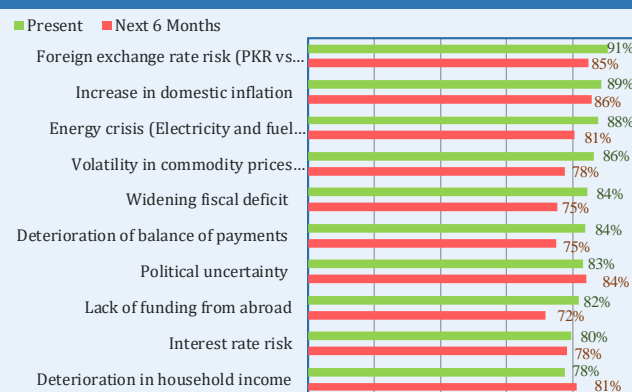 Present Next 6 Months
Foreign exchange rate risk (PKR vs... 91%
85%
Increase in domestic inflation 89%
86%
Energy crisis (Electricity and fuel... 88%
81%
Volatility in commodity prices... 86%
78%
Widening fiscal deficit 84%
75%
Deterioration of balance of payments 84%
75%
Political uncertainty 83%
84%
Lack of funding from abroad 82%
72%
Interest rate risk 80%
78%
Deterioration in household income 78%
81%